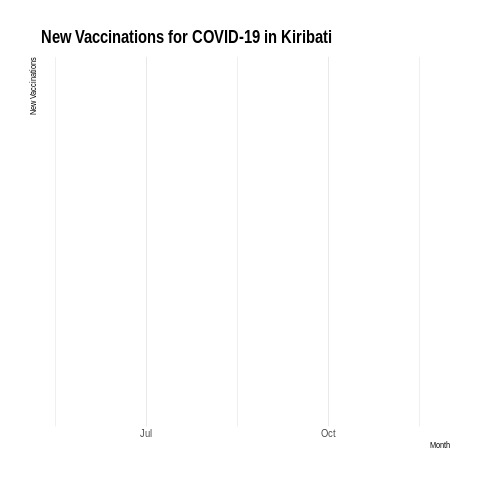 New Vaccinations for COVID-19 in Kiribati
New Vaccinations
Jul
Oct
Month